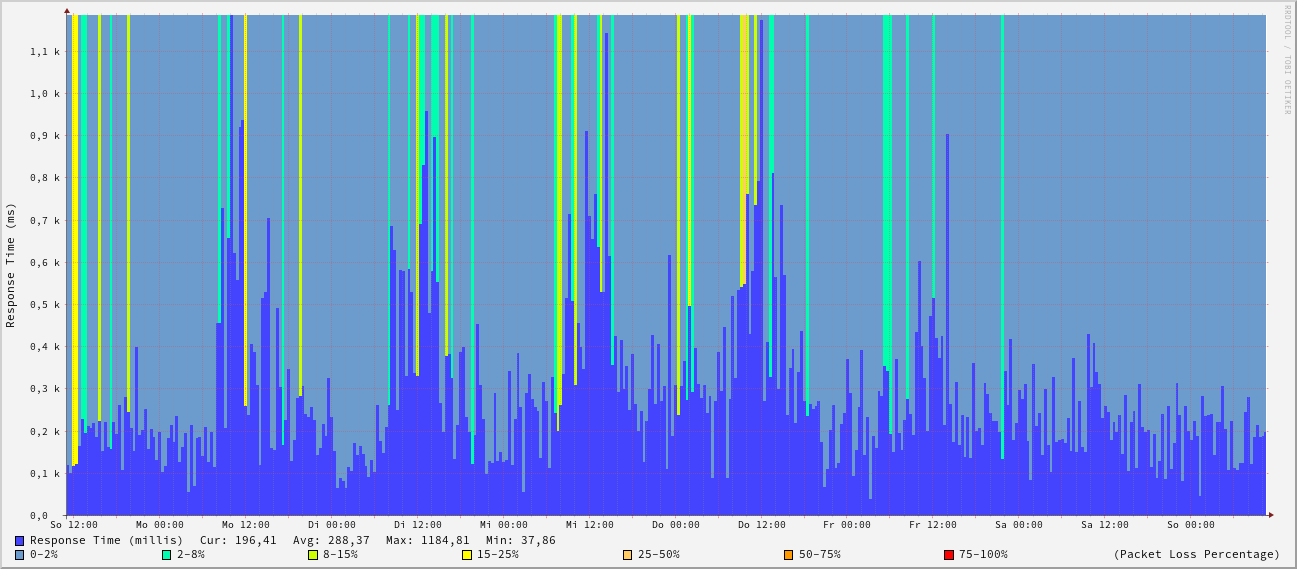 RRDTOOL / TOBI OETIKER
Response Time (ms)
1,1 k
1,0 k
0,9 k
0,8 k
0,7 k
0,6 k
0,5 k
0,4 k
0,3 k
0,2 k
0,1 k
0,0
So 12:00 Mo 00:00 Mo 12:00 Di 00:00 Di 12:00 Mi 00:00 Mi 12:00 Do 00:00 Do 12:00 Fr 00:00 Fr 12:00 Sa 00:00 Sa 12:00 So 00:00
Response Time (millis) Cur: 196,41 Avg: 288,37 Max: 1184,81 Min: 37,86
0-2% 2-8% 8-15% 15-25% 25-50% 50-75% 75-100% (Packet Loss Percentage)